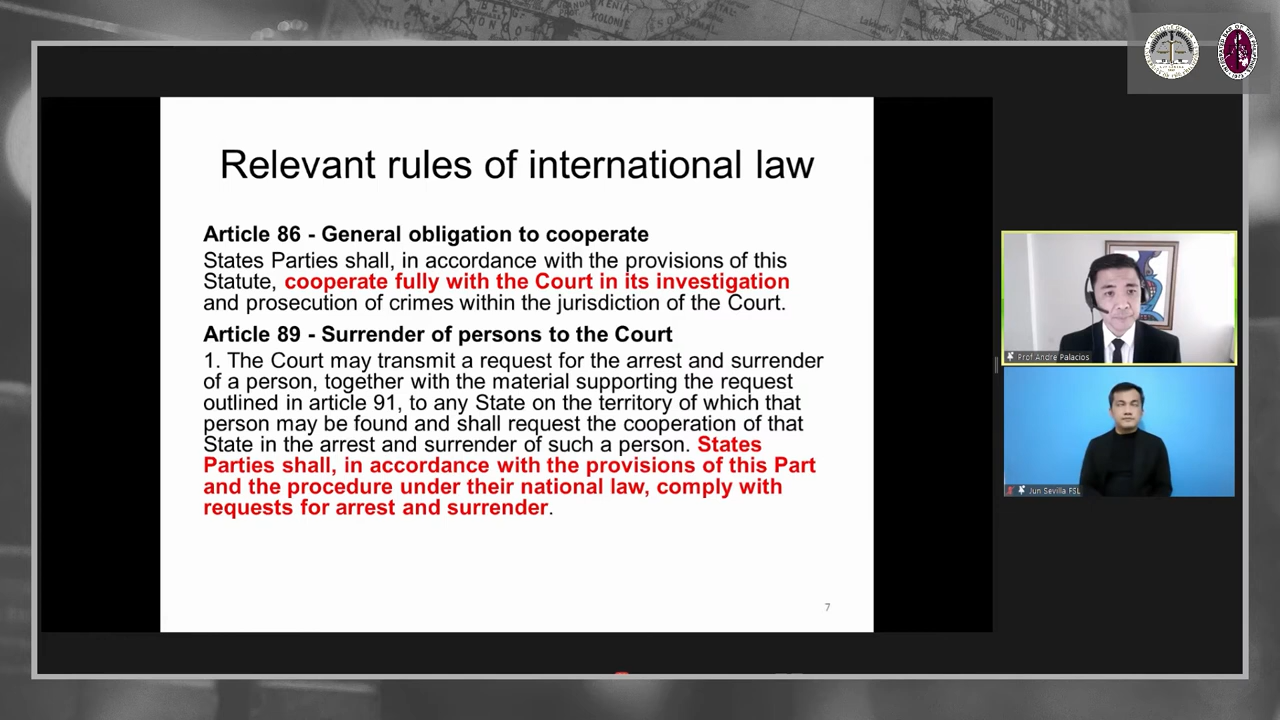 Relevant rules of international law
Article 86 - General obligation to cooperate
States Parties shall, in accordance with the provisions of this
Statute, cooperate fully with the Court in its investigation
and prosecution of crimes within the jurisdiction of the Court.
Article 89 - Surrender of persons to the Court
1. The Court may transmit a request for the arrest and surrender
of a person, together with the material supporting the request
outlined in article 91, to any State on the territory of which that
person may be found and shall request the cooperation of that
State in the arrest and surrender of such a person. States
Parties shall, in accordance with the provisions of this Part
and the procedure under their national law, comply with
requests for arrest and surrender.
7
Prof Andre Palacios
Jun Sevilla FSL
KOLONIE